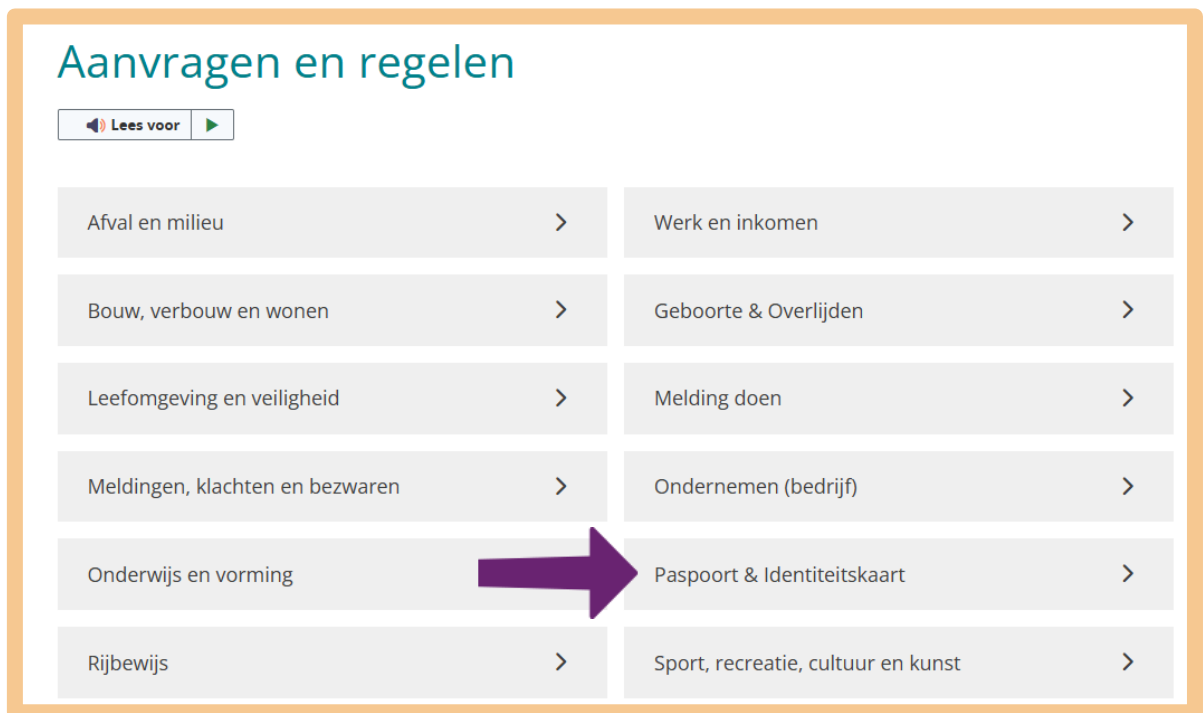 Aanvragen en regelen
Lees voor
Afval en milieu
Werk en inkomen
Bouw, verbouw en wonen
Geboorte & Overlijden
Leefomgeving en veiligheid
Melding doen
Meldingen, klachten en bezwaren
Ondernemen (bedrijf)
Onderwijs en vorming
Paspoort & Identiteitskaart
Rijbewijs
Sport, recreatie, cultuur en kunst